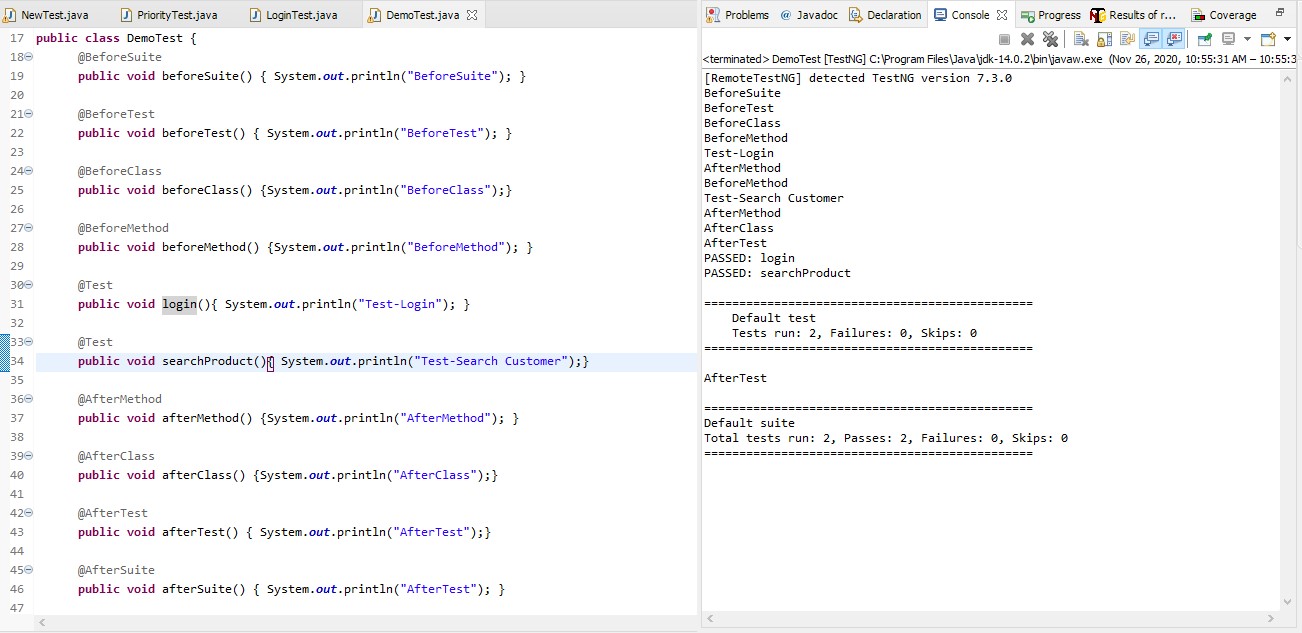 NewTest.java PriorityTest.java LoginTest.java DemoTest.java
17 public class DemoTest {
18 @BeforeSuite
19 public void beforeSuite() { System.out.println("BeforeSuite"); }
20
21 @BeforeTest
22 public void beforeTest() { System.out.println("BeforeTest"); }
23
24 @BeforeClass
25 public void beforeClass() {System.out.println("BeforeClass");}
26
27 @BeforeMethod
28 public void beforeMethod() {System.out.println("BeforeMethod"); }
29
30 @Test
31 public void login(){ System.out.println("Test-Login"); }
32
33 @Test
34 public void searchProduct(){ System.out.println("Test-Search Customer");}
35
36 @AfterMethod
37 public void afterMethod() {System.out.println("AfterMethod"); }
38
39 @AfterClass
40 public void afterClass() {System.out.println("AfterClass");}
41
42 @AfterTest
43 public void afterTest() { System.out.println("AfterTest");}
44
45 @AfterSuite
46 public void afterSuite() { System.out.println("AfterTest"); }
47
Problems @ Javadoc Declaration Console Progress Results of r... Coverage
<terminated> DemoTest [TestNG] C:\Program Files\Java\jdk-14.0.2\bin\javaw.exe (Nov 26, 2020, 10:55:31 AM – 10:55:3
[RemoteTestNG] detected TestNG version 7.3.0
BeforeSuite
BeforeTest
BeforeClass
BeforeMethod
Test-Login
AfterMethod
BeforeMethod
Test-Search Customer
AfterMethod
AfterClass
AfterTest
PASSED: login
PASSED: searchProduct
===============================================
Default test
Tests run: 2, Failures: 0, Skips: 0
===============================================
AfterTest
===============================================
Default suite
Total tests run: 2, Passes: 2, Failures: 0, Skips: 0
===============================================